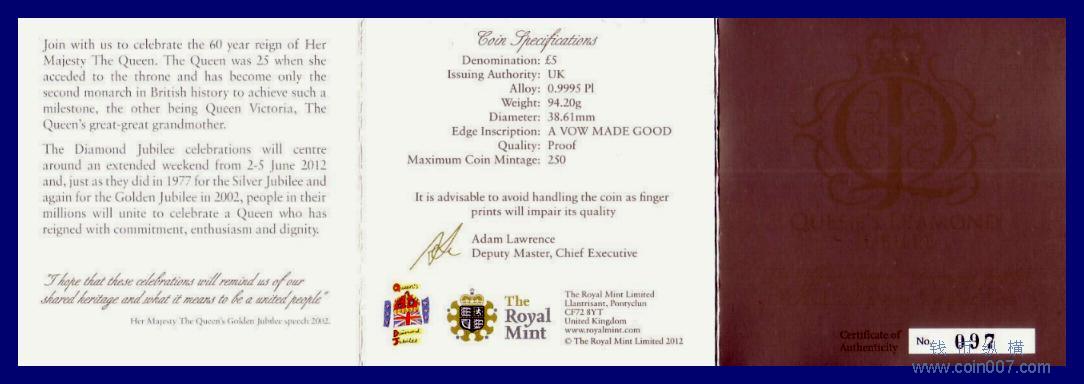 Join with us to celebrate the 60 year reign of Her
Majesty The Queen. The Queen was 25 when she
acceded to the throne and has become only the
second monarch in British history to achieve such a
milestone, the other being Queen Victoria, The
Queen's great-great grandmother.
The Diamond Jubilee celebrations will centre
around an extended weekend from 2-5 June 2012
and, just as they did in 1977 for the Silver Jubilee and
again for the Golden Jubilee in 2002, people in their
millions will unite to celebrate a Queen who has
reigned with commitment, enthusiasm and dignity.
"I hope that these celebrations will remind us of our
shared heritage and what it means to be a united people"
Her Majesty The Queen's Golden Jubilee speech 2002.
Coin Specifications
Denomination: £5
Issuing Authority: UK
Alloy: 0.9995 Pl
Weight: 94.20g
Diameter: 38.61mm
Edge Inscription: A VOW MADE GOOD
Quality: Proof
Maximum Coin Mintage: 250
It is advisable to avoid handling the coin as finger
prints will impair its quality
Adam Lawrence
Deputy Master, Chief Executive
Queen's
Diamond
Jubilee
The
Royal
Mint
The Royal Mint Limited
Llantrisant, Pontyclun
CF72 8YT
United Kingdom
www.royalmint.com
© The Royal Mint Limited 2012
QUEEN'S DIAMOND
Certificate of
Authenticity
No. 097
钱币纵横
www.coin007.com